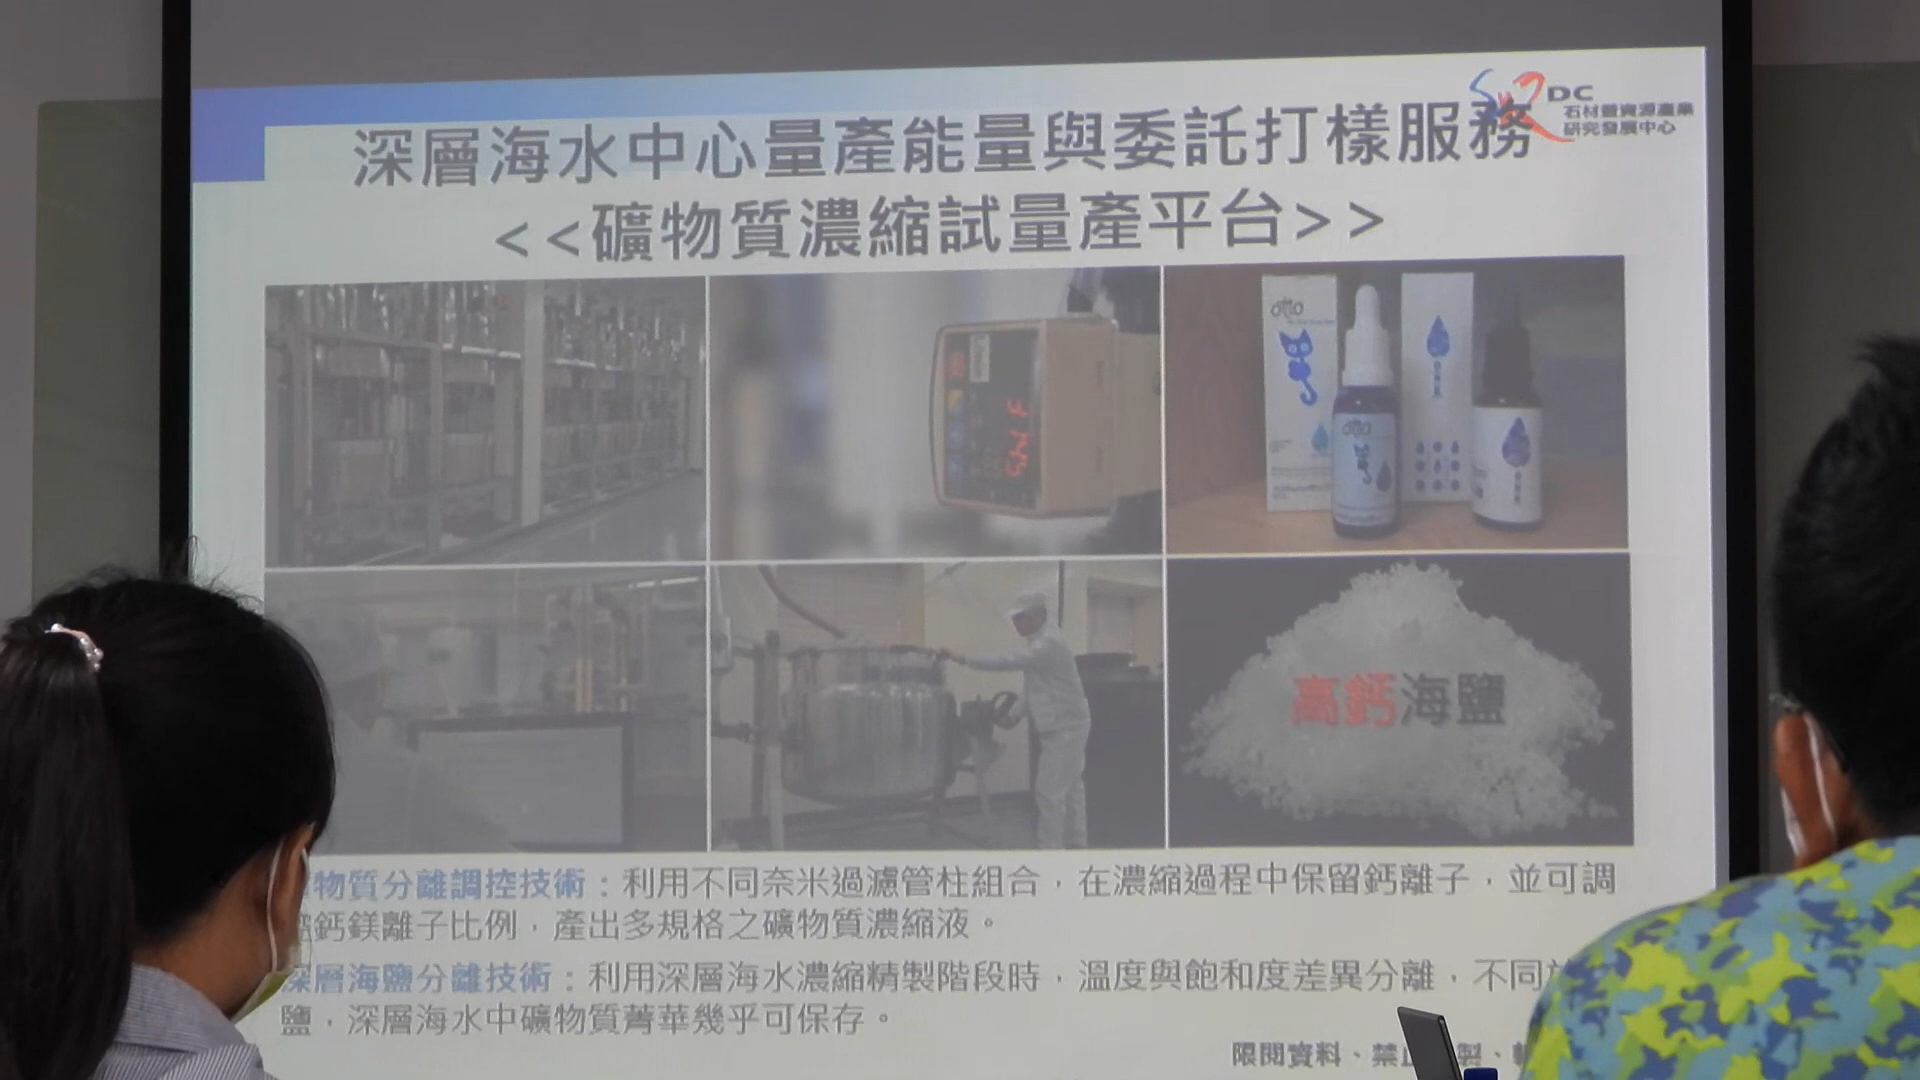 DC
石材暨資源產業
研究發展中心
深層海水中心量產能量與委託打樣服務
<<礦物質濃縮試量產平台>>
otto
otto
高鈣海鹽
物質分離調控技術：利用不同奈米過濾管柱組合，在濃縮過程中保留鈣離子，並可調
鈣鎂離子比例，產出多規格之礦物質濃縮液。
深層海鹽分離技術：利用深層海水濃縮精製階段時，溫度與飽和度差異分離，不同
鹽，深層海水中礦物質菁華幾乎可保存。
限閱資料、禁止 製、